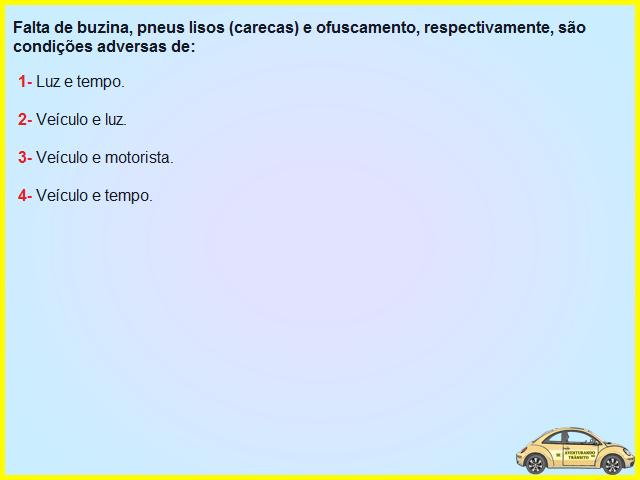 Falta de buzina, pneus lisos (carecas) e ofuscamento, respectivamente, são
condições adversas de:
1- Luz e tempo.
2- Veículo e luz.
3- Veículo e motorista.
4- Veículo e tempo.
AVENTURANDO
TRÂNSITO